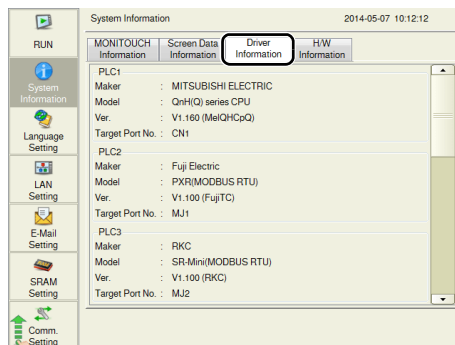 System Information 2014-05-07 10:12:12
RUN
System
Information
Language
Setting
LAN
Setting
E-Mail
Setting
SRAM
Setting
Comm.
Setting
MONITOUCH
Information
Screen Data
Information
Driver
Information
H/W
Information
PLC1
Maker : MITSUBISHI ELECTRIC
Model : QnH(Q) series CPU
Ver. : V1.160 (MelQHCpQ)
Target Port No. : CN1
PLC2
Maker : Fuji Electric
Model : PXR(MODBUS RTU)
Ver. : V1.100 (FujiTC)
Target Port No. : MJ1
PLC3
Maker : RKC
Model : SR-Mini(MODBUS RTU)
Ver. : V1.100 (RKC)
Target Port No. : MJ2